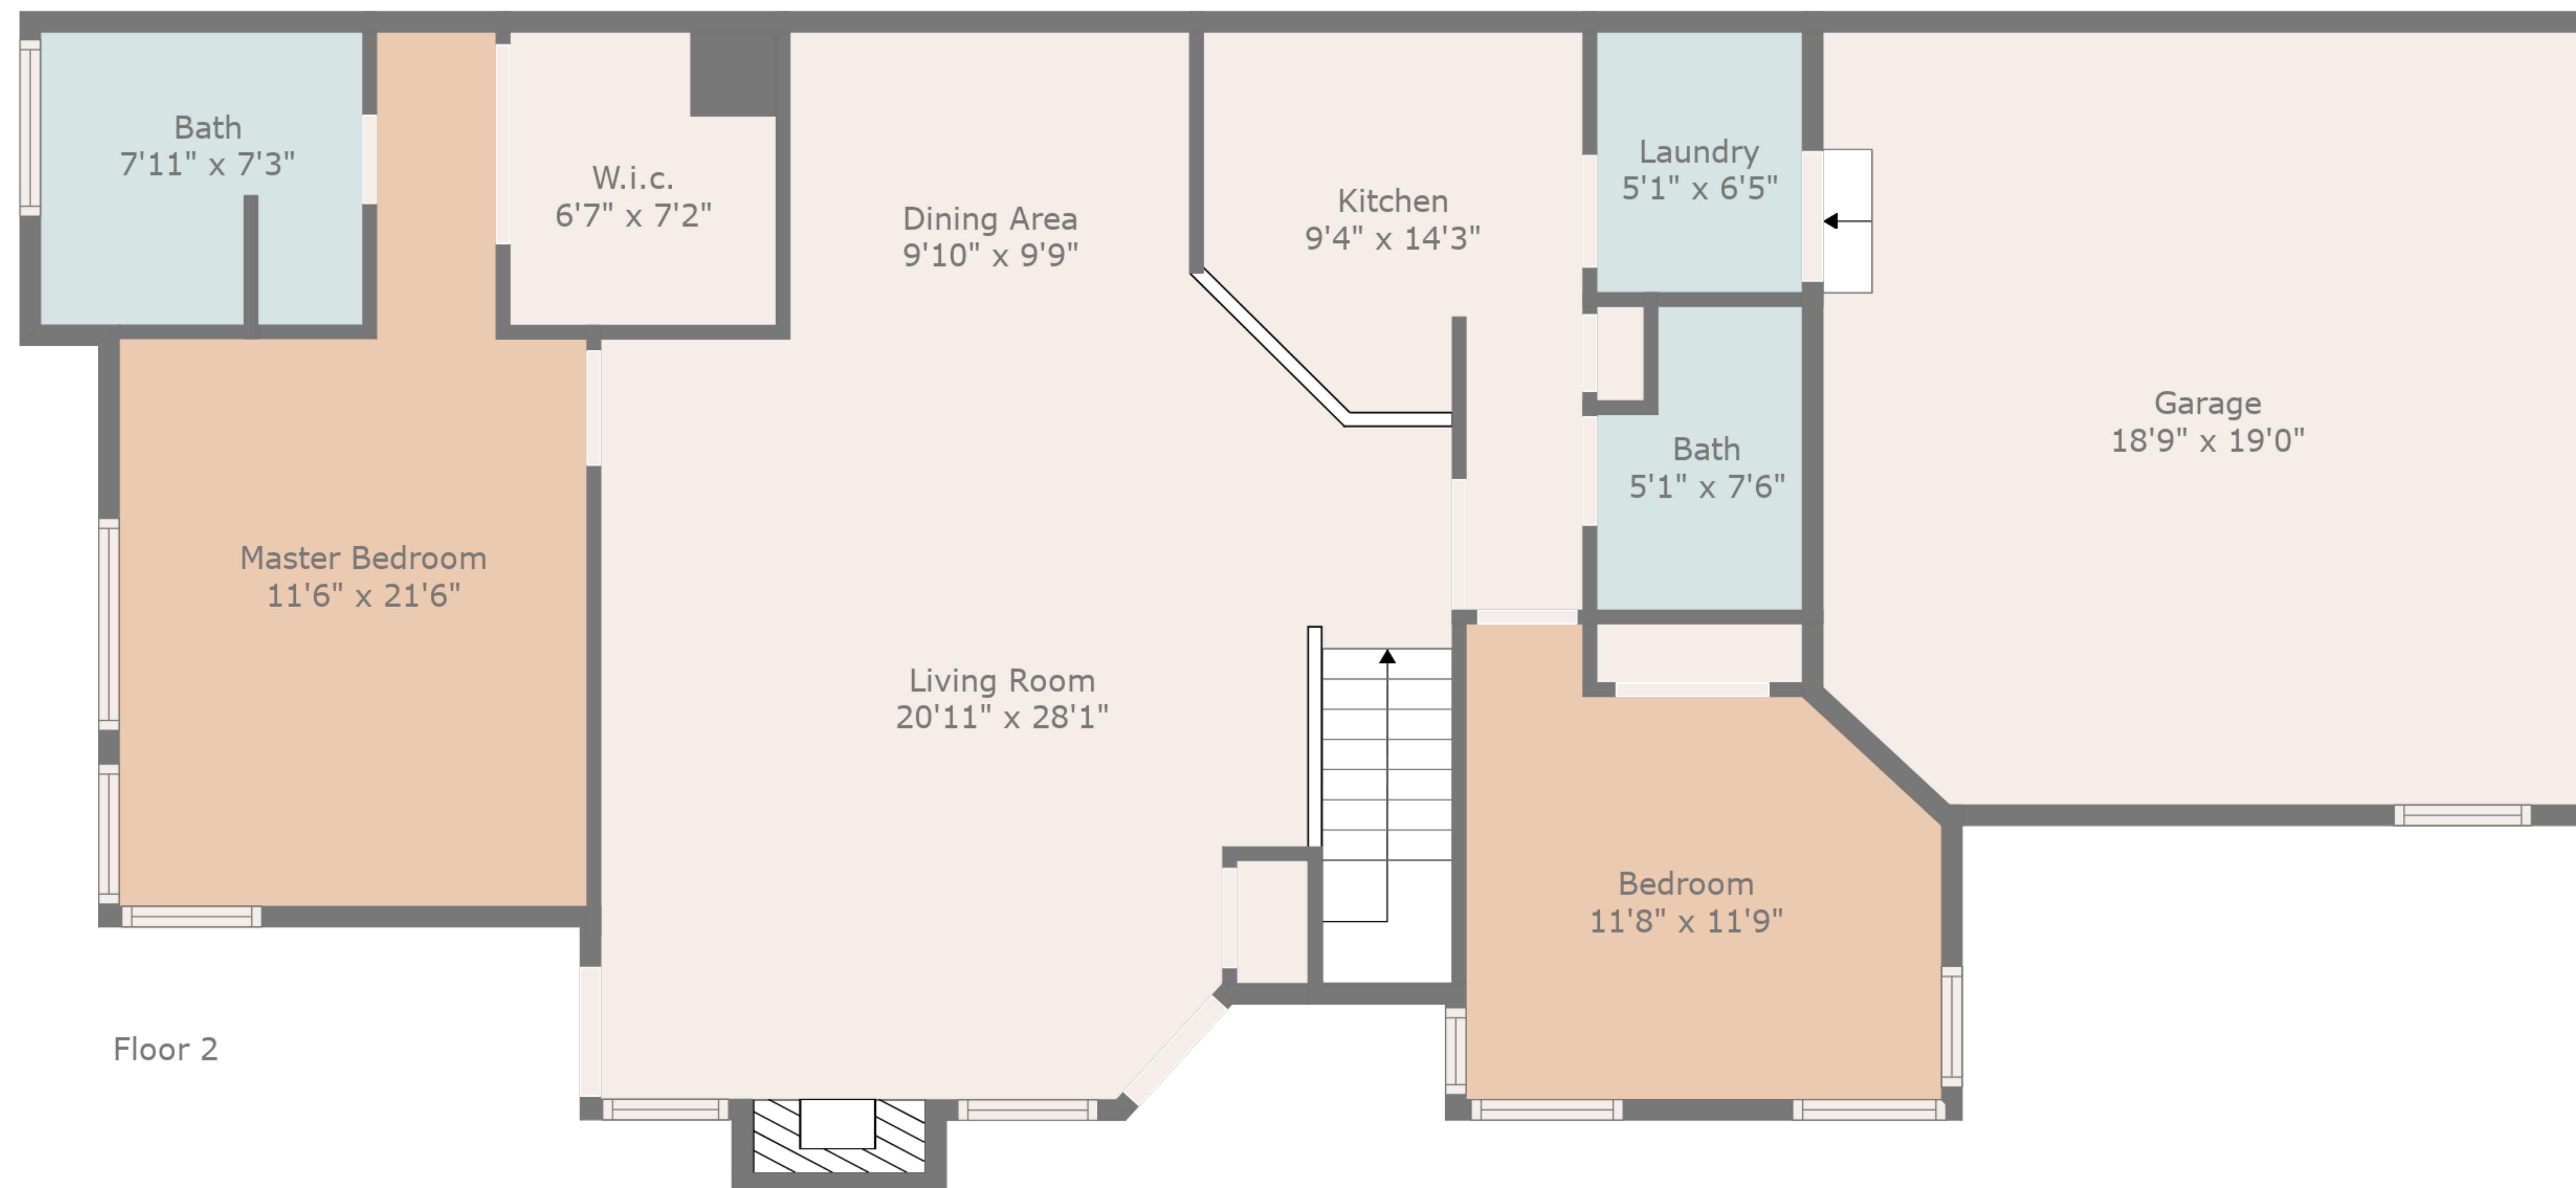 Bath
7'11" x 7'3"
W.i.c.
6'7" x 7'2"
Dining Area
9'10" x 9'9"
Kitchen
9'4" x 14'3"
Laundry
5'1" x 6'5"
Garage
18'9" x 19'0"
Bath
5'1" x 7'6"
Master Bedroom
11'6" x 21'6"
Living Room
20'11" x 28'1"
Bedroom
11'8" x 11'9"
Floor 2